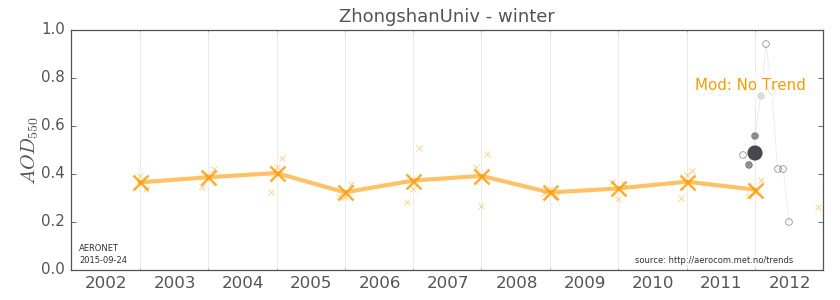 ZhongshanUniv - winter
1.0
0.8
0.6
0.4
0.2
0.0
AOD550
Mod: No Trend
AERONET
2015-09-24
source: http://aerocom.met.no/trends
2002 2003 2004 2005 2006 2007 2008 2009 2010 2011 2012